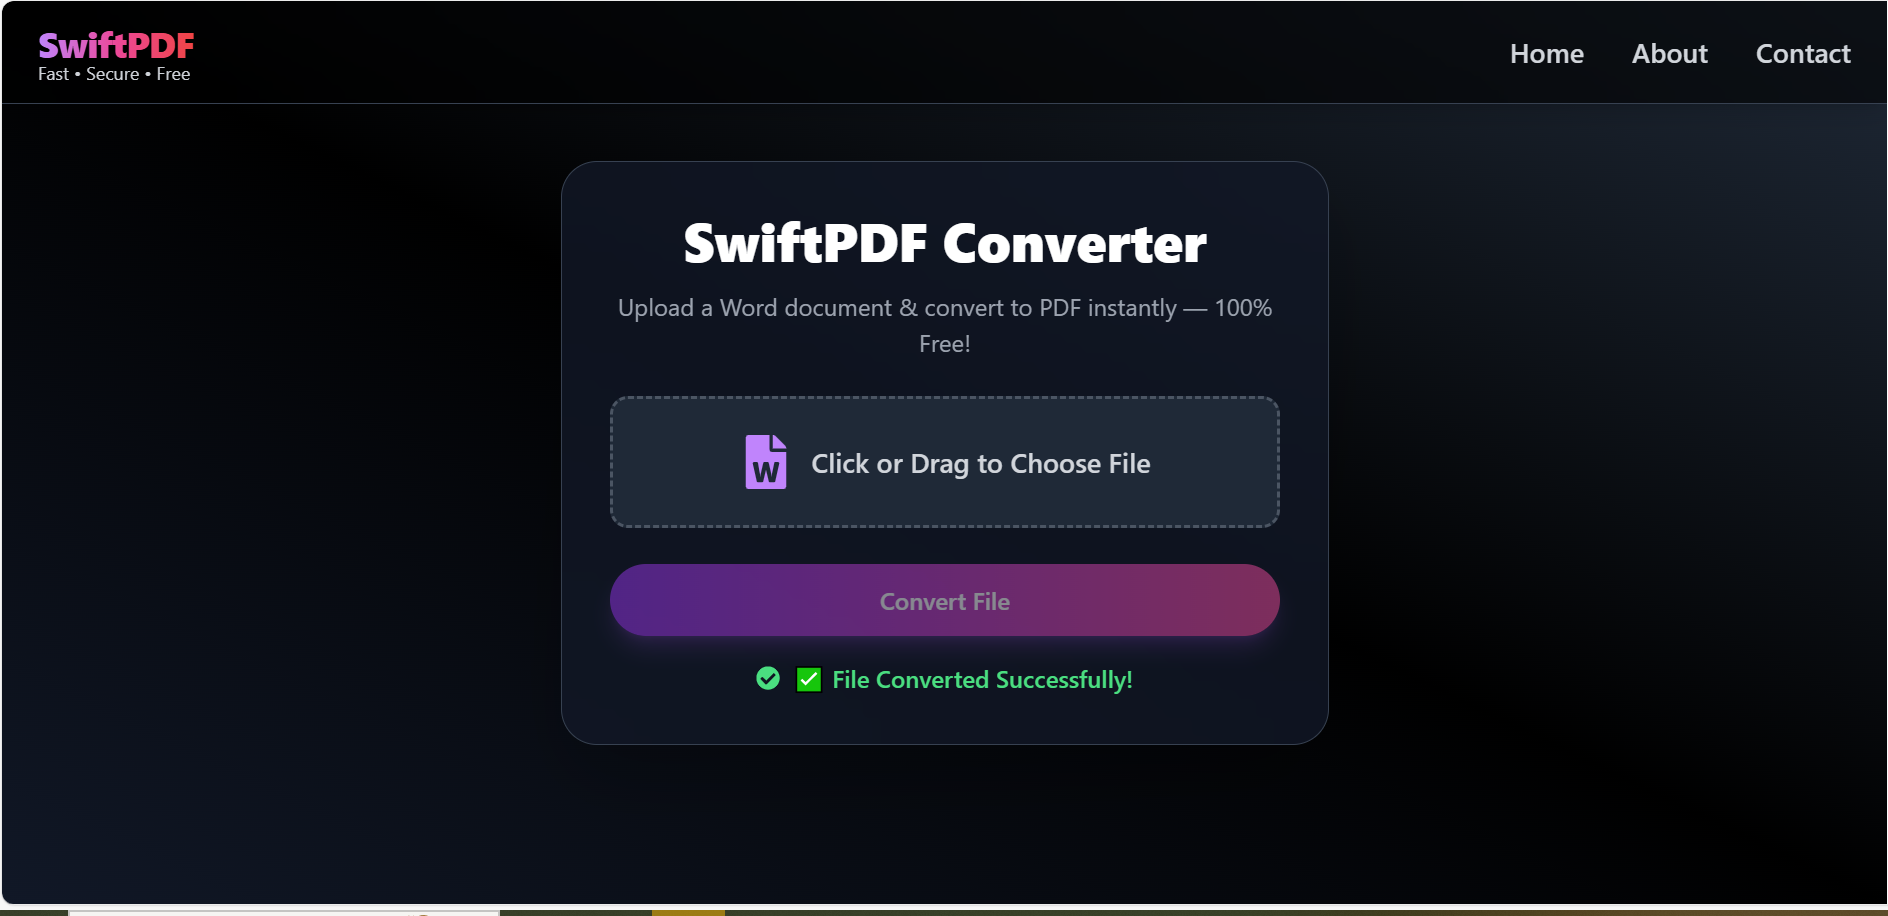 SwiftPDF
Fast • Secure • Free
Home About Contact
SwiftPDF Converter
Upload a Word document & convert to PDF instantly — 100%
Free!
W Click or Drag to Choose File
Convert File
✅ File Converted Successfully!